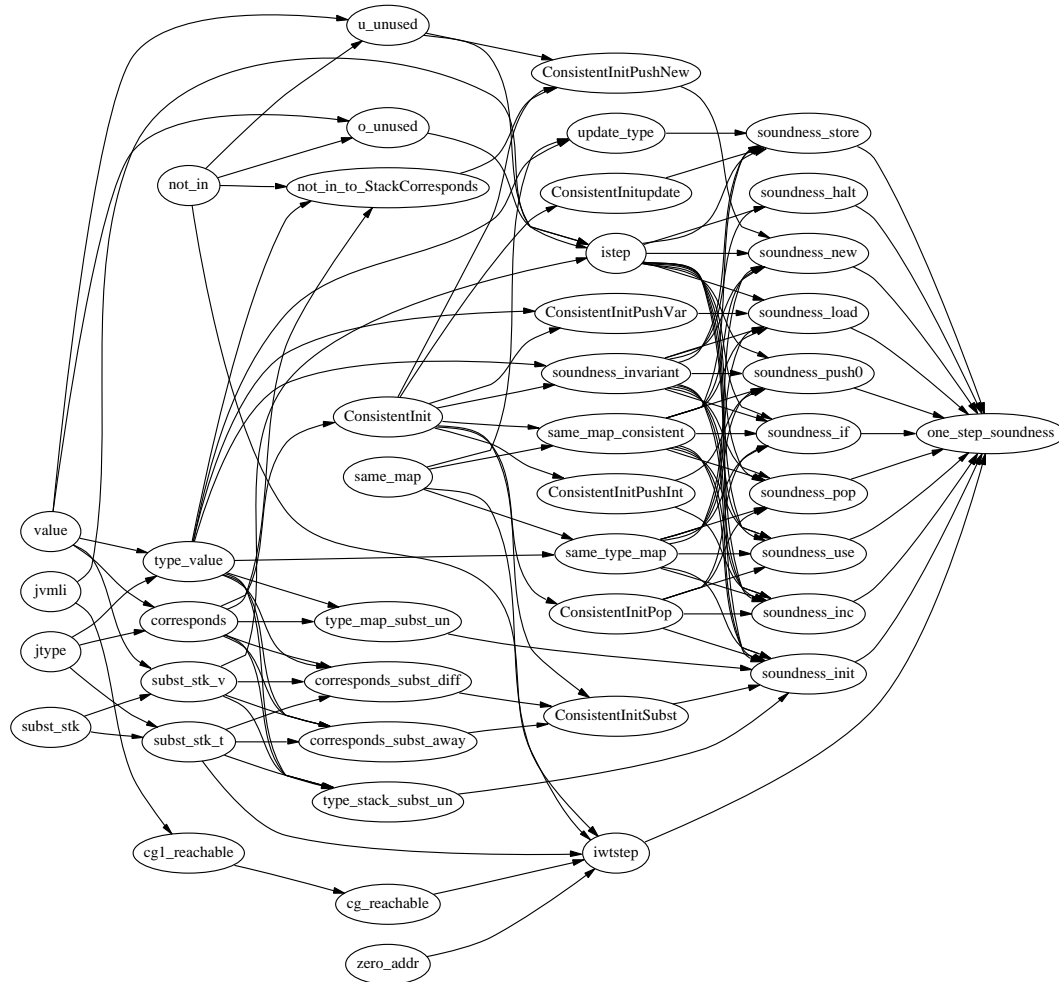 u_unused
ConsistentInitPushNew
o_unused
update_type
soundness_store
not_in
not_in_to_StackCorresponds
ConsistentInitupdate
soundness_halt
istep
soundness_new
ConsistentInitPushVar
soundness_load
soundness_invariant
soundness_push0
ConsistentInit
same_map_consistent
soundness_if
one_step_soundness
same_map
ConsistentInitPushInt
soundness_pop
value
type_value
same_type_map
soundness_use
jvmli
corresponds
type_map_subst_un
ConsistentInitPop
soundness_inc
jtype
subst_stk_v
corresponds_subst_diff
soundness_init
subst_stk
subst_stk_t
corresponds_subst_away
ConsistentInitSubst
type_stack_subst_un
cg1_reachable
iwtstep
cg_reachable
zero_addr